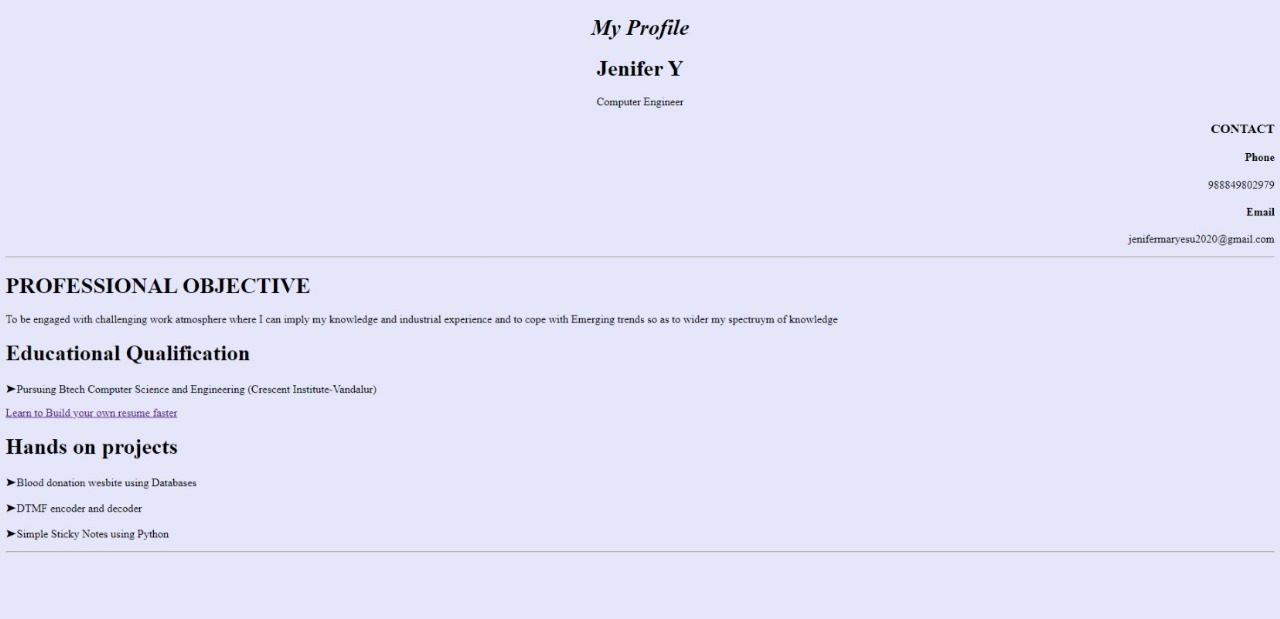 My Profile
Jenifer Y
Computer Engineer
CONTACT
Phone
988849802979
Email
jenifermaryesu2020@gmail.com
PROFESSIONAL OBJECTIVE
To be engaged with challenging work atmosphere where I can imply my knowledge and industrial experience and to cope with Emerging trends so as to wider my spectruym of knowledge
Educational Qualification
➤Pursuing Btech Computer Science and Engineering (Crescent Institute-Vandalur)
Learn to Build your own resume faster
Hands on projects
➤Blood donation wesbite using Databases
➤DTMF encoder and decoder
➤Simple Sticky Notes using Python